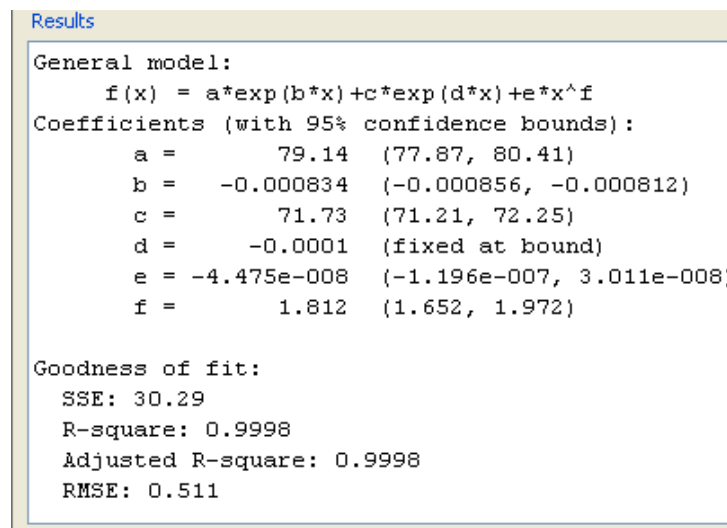 Results
General model:
f(x) = a*exp(b*x)+c*exp(d*x)+e*x^f
Coefficients (with 95% confidence bounds):
a = 79.14 (77.87, 80.41)
b = -0.000834 (-0.000856, -0.000812)
c = 71.73 (71.21, 72.25)
d = -0.0001 (fixed at bound)
e = -4.475e-008 (-1.196e-007, 3.011e-008)
f = 1.812 (1.652, 1.972)
Goodness of fit:
SSE: 30.29
R-square: 0.9998
Adjusted R-square: 0.9998
RMSE: 0.511